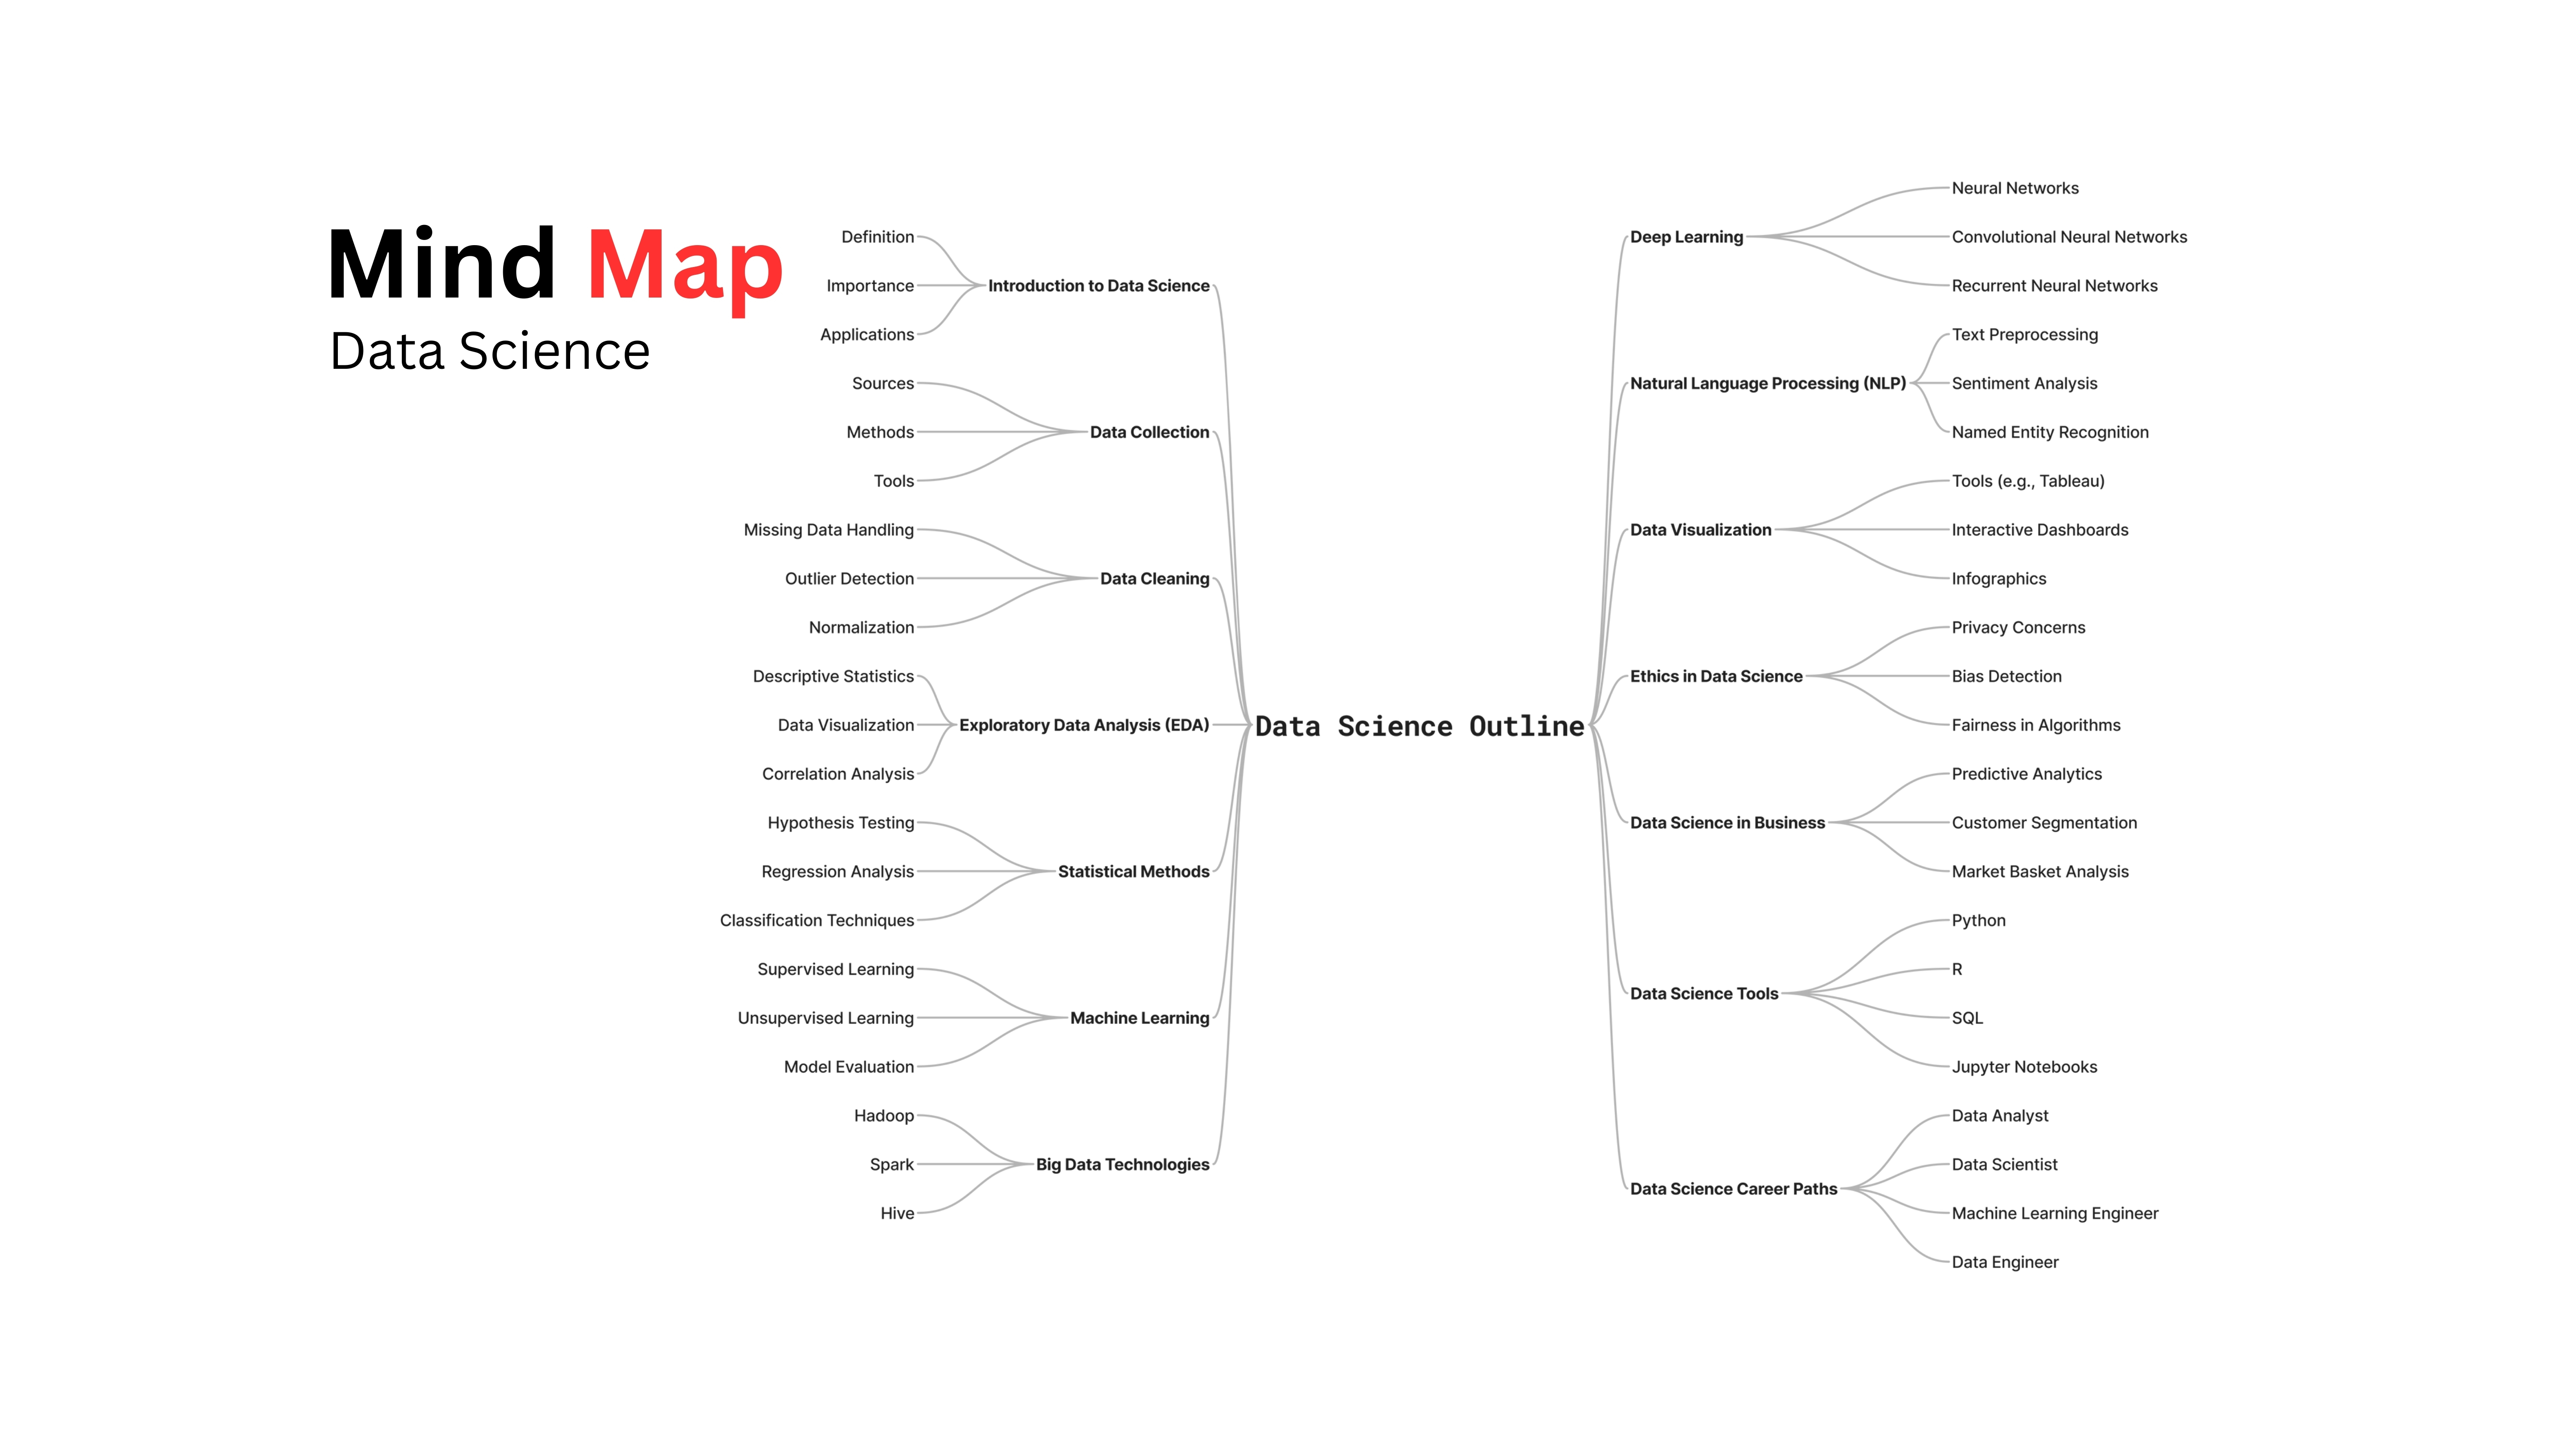 Mind Map
Data Science
Data Science Outline
Introduction to Data Science
Definition
Importance
Applications
Data Collection
Sources
Methods
Tools
Data Cleaning
Missing Data Handling
Outlier Detection
Normalization
Exploratory Data Analysis (EDA)
Descriptive Statistics
Data Visualization
Correlation Analysis
Statistical Methods
Hypothesis Testing
Regression Analysis
Classification Techniques
Machine Learning
Supervised Learning
Unsupervised Learning
Model Evaluation
Big Data Technologies
Hadoop
Spark
Hive
Deep Learning
Neural Networks
Convolutional Neural Networks
Recurrent Neural Networks
Natural Language Processing (NLP)
Text Preprocessing
Sentiment Analysis
Named Entity Recognition
Data Visualization
Tools (e.g., Tableau)
Interactive Dashboards
Infographics
Ethics in Data Science
Privacy Concerns
Bias Detection
Fairness in Algorithms
Data Science in Business
Predictive Analytics
Customer Segmentation
Market Basket Analysis
Data Science Tools
Python
R
SQL
Jupyter Notebooks
Data Science Career Paths
Data Analyst
Data Scientist
Machine Learning Engineer
Data Engineer